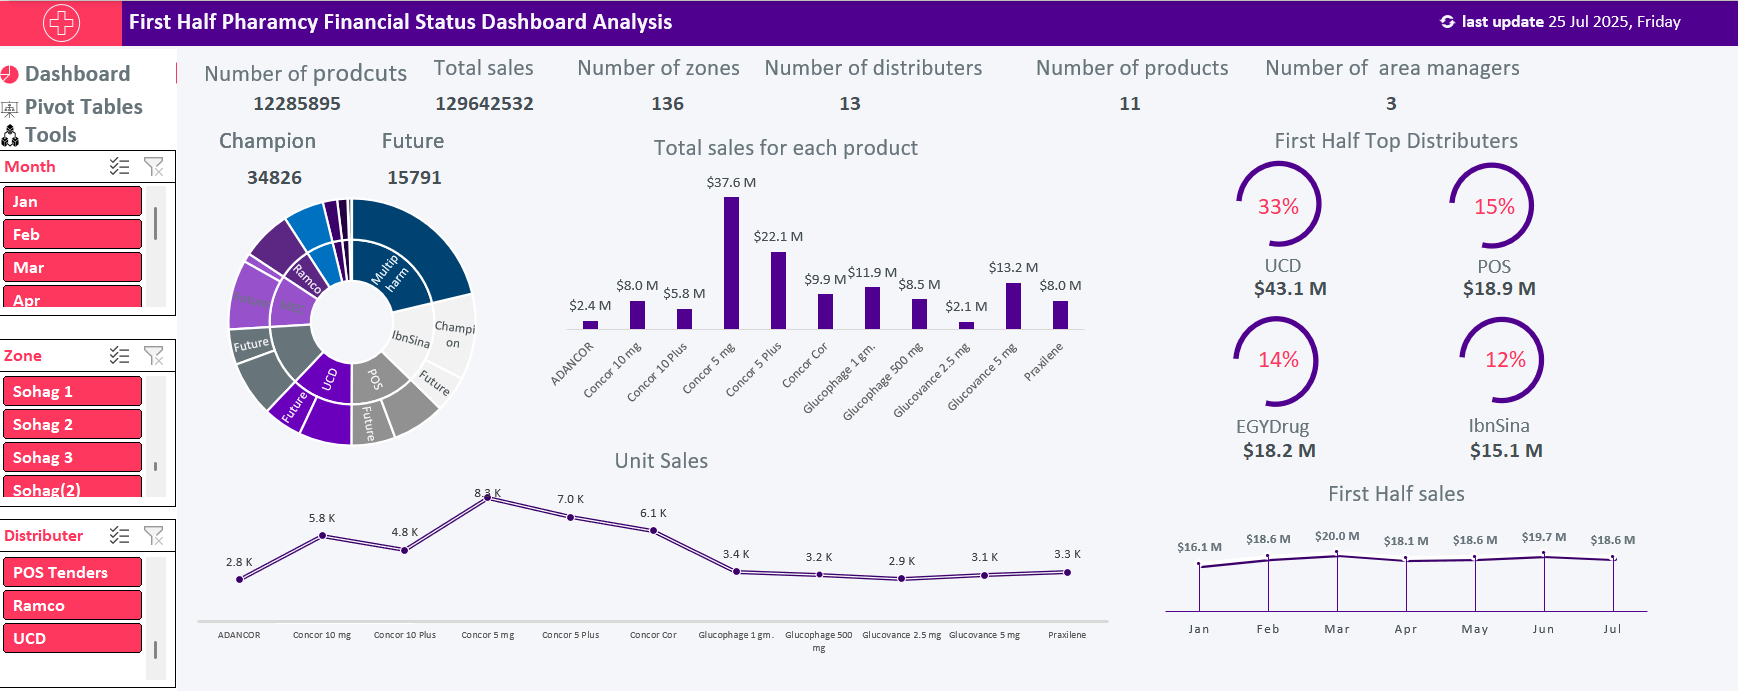 First Half Pharamcy Financial Status Dashboard Analysis
last update 25 Jul 2025, Friday
Dashboard
Pivot Tables
Tools
Month
Jan
Feb
Mar
Apr
Zone
Sohag 1
Sohag 2
Sohag 3
Sohag(2)
Distributer
POS Tenders
Ramco
UCD
Number of prodcuts
12285895
Total sales
129642532
Number of zones
136
Number of distributers
13
Number of products
11
Number of  area managers
3
Champion
34826
Future
15791
Multip
harm
IbnSina
Champi
on
Future
POS
Future
UCD
Future
Future
Ramco
Total sales for each product
$2.4 M
$8.0 M
$5.8 M
$37.6 M
$22.1 M
$9.9 M
$11.9 M
$8.5 M
$2.1 M
$13.2 M
$8.0 M
ADANCOR
Concor 10 mg
Concor 10 Plus
Concor 5 mg
Concor 5 Plus
Concor Cor
Glucophage 1 gm.
Glucophage 500 mg
Glucovance 2.5 mg
Glucovance 5 mg
Praxilene
First Half Top Distributers
33%
UCD
$43.1 M
15%
POS
$18.9 M
14%
EGYDrug
$18.2 M
12%
IbnSina
$15.1 M
Unit Sales
2.8 K
5.8 K
4.8 K
8.3 K
7.0 K
6.1 K
3.4 K
3.2 K
2.9 K
3.1 K
3.3 K
ADANCOR
Concor 10 mg
Concor 10 Plus
Concor 5 mg
Concor 5 Plus
Concor Cor
Glucophage 1 gm.
Glucophage 500
mg
Glucovance 2.5 mg
Glucovance 5 mg
Praxilene
First Half sales
$16.1 M
$18.6 M
$20.0 M
$18.1 M
$18.6 M
$19.7 M
$18.6 M
Jan
Feb
Mar
Apr
May
Jun
Jul